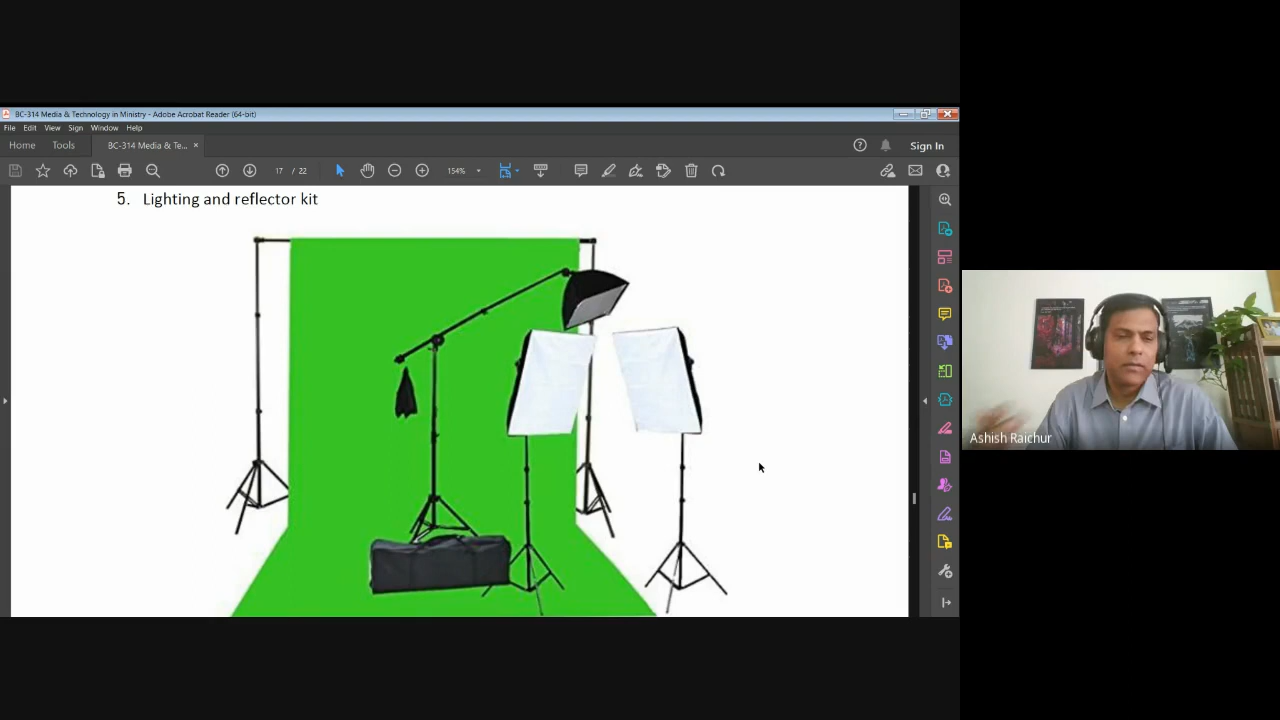 BC-314 Media & Technology in Ministry - Adobe Acrobat Reader (64-bit)
File Edit View Sign Window Help
Home Tools BC-314 Media & Te... × Sign In
17 / 22 154%
5. Lighting and reflector kit
Ashish Raichur